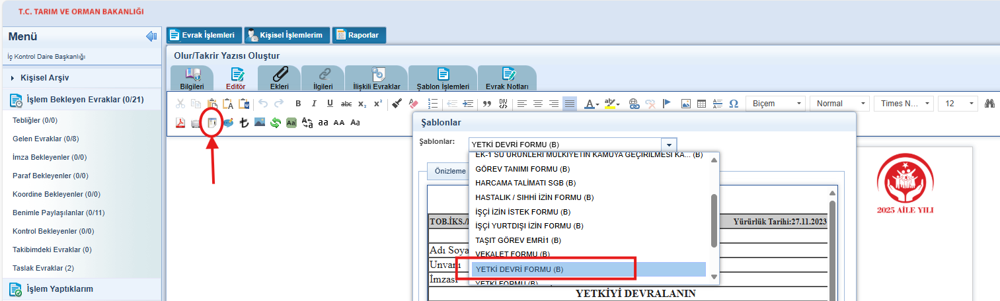 T.C. TARIM VE ORMAN BAKANLIĞI
Menü
İç Kontrol Daire Başkanlığı
Kişisel Arşiv
İşlem Bekleyen Evraklar (0/21)
Tebliğler (0/0)
Gelen Evraklar (0/8)
İmza Bekleyenler (0/0)
Paraf Bekleyenler (0/0)
Koordine Bekleyenler (0/0)
Benimle Paylaşılanlar (0/11)
Kontrol Bekleyenler (0/0)
Takibimdeki Evraklar (0)
Taslak Evraklar (2)
İşlem Yaptıklarım
Evrak İşlemleri Kişisel İşlemlerim Raporlar
Olur/Takrir Yazısı Oluştur
Bilgileri Editör Ekleri İlgileri İlişkili Evraklar Şablon İşlemleri Evrak Notları
B I U abc x₂ x² DIV Biçem Normal Times N... 12
Aa aa AA Aa
Şablonlar
Şablonlar: YETKİ DEVRİ FORMU (B)
EK-1 SU ÜRÜNLERİ MÜLKİYETİN KAMUYA GEÇİRİLMESİ KA... (B)
GÖREV TANIMI FORMU (B)
HARCAMA TALİMATI SGB (B)
HASTALIK / SIHHİ İZİN FORMU (B)
İŞÇİ İZİN İSTEK FORMU (B)
İŞÇİ YURTDIŞI İZİN FORMU (B)
TAŞIT GÖREV EMRİ1 (B)
VEKALET FORMU (B)
YETKİ DEVRİ FORMU (B)
YETKİ FORMU (B)
Önizleme
TOB.İKS./ Yürürlük Tarihi:27.11.2023
Adı Soya
Unvanı
İmzası
YETKİYİ DEVRALANIN
2025 AİLE YILI